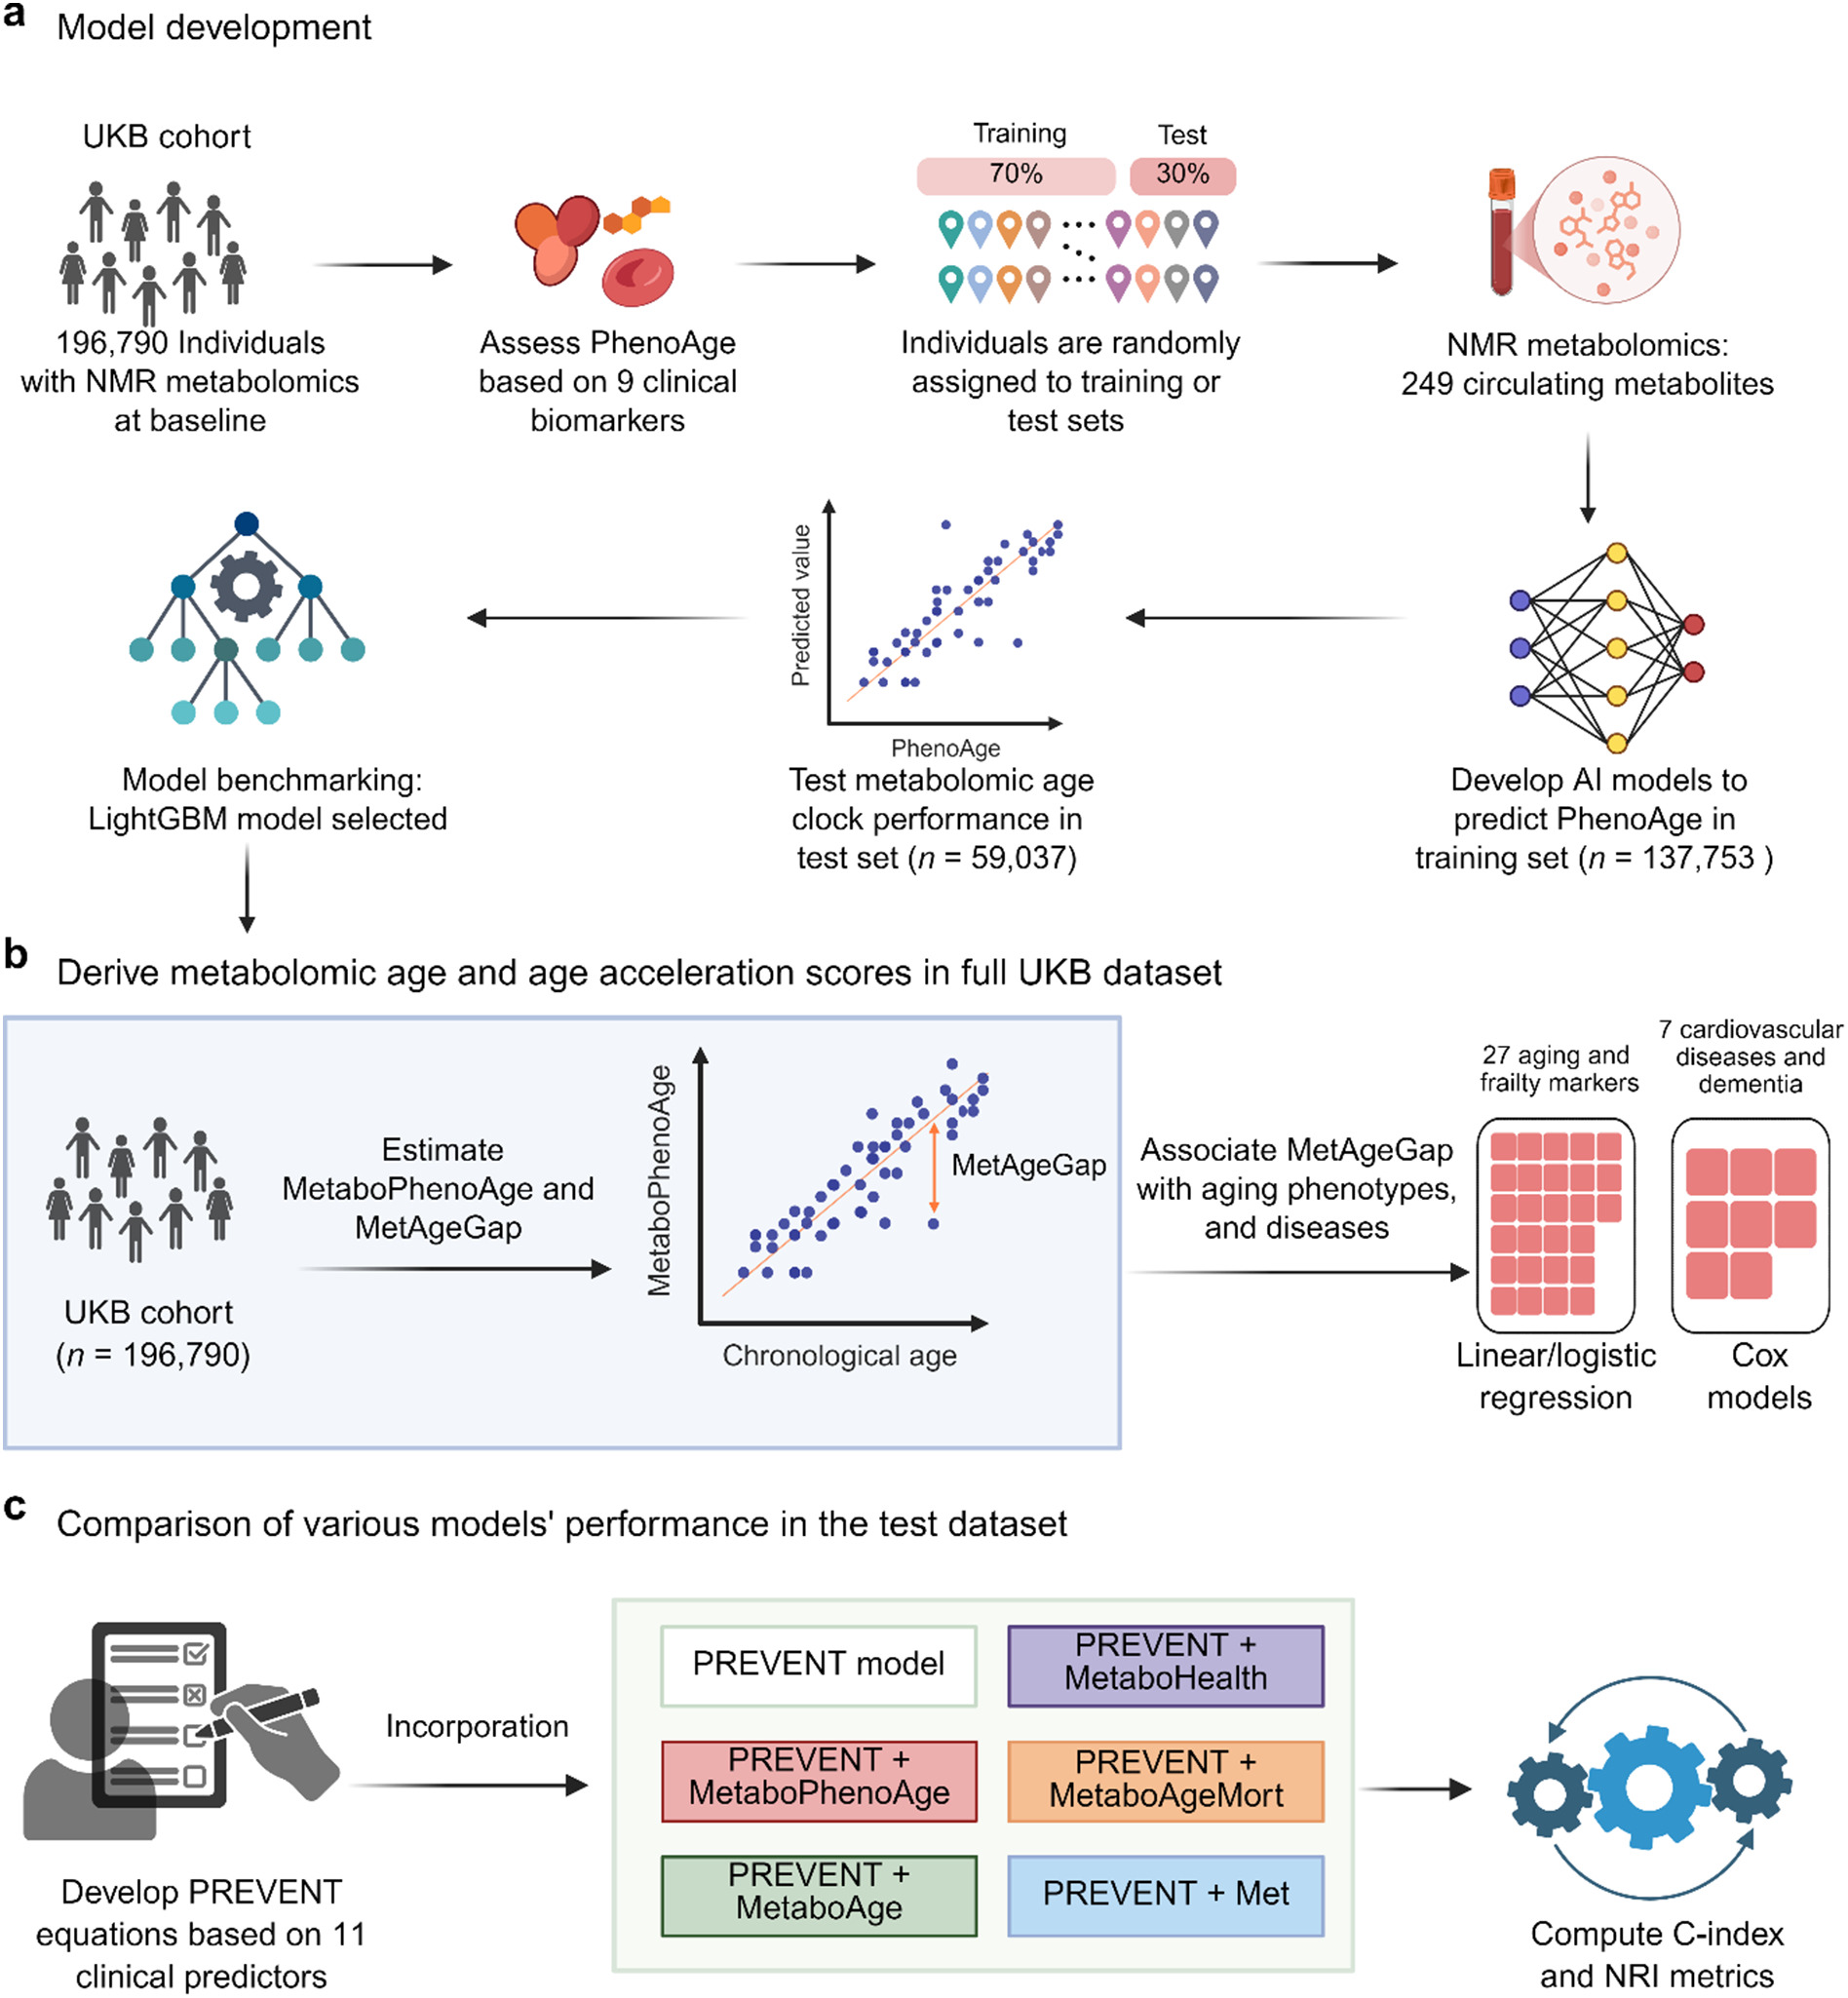 a
Model development
UKB cohort
196,790 Individuals
with NMR metabolomics
at baseline
Assess PhenoAge
based on 9 clinical
biomarkers
Training
Test
70%
30%
Individuals are randomly
assigned to training or
test sets
NMR metabolomics:
249 circulating metabolites
Develop AI models to
predict PhenoAge in
training set (n = 137,753 )
Predicted value
PhenoAge
Test metabolomic age
clock performance in
test set (n = 59,037)
Model benchmarking:
LightGBM model selected
b
Derive metabolomic age and age acceleration scores in full UKB dataset
UKB cohort
(n = 196,790)
Estimate
MetaboPhenoAge and
MetAgeGap
MetaboPhenoAge
MetAgeGap
Chronological age
Associate MetAgeGap
with aging phenotypes,
and diseases
27 aging and
frailty markers
Linear/logistic
regression
7 cardiovascular
diseases and
dementia
Cox
models
c
Comparison of various models' performance in the test dataset
Develop PREVENT
equations based on 11
clinical predictors
Incorporation
PREVENT model
PREVENT +
MetaboHealth
PREVENT +
MetaboPhenoAge
PREVENT +
MetaboAgeMort
PREVENT +
MetaboAge
PREVENT + Met
Compute C-index
and NRI metrics